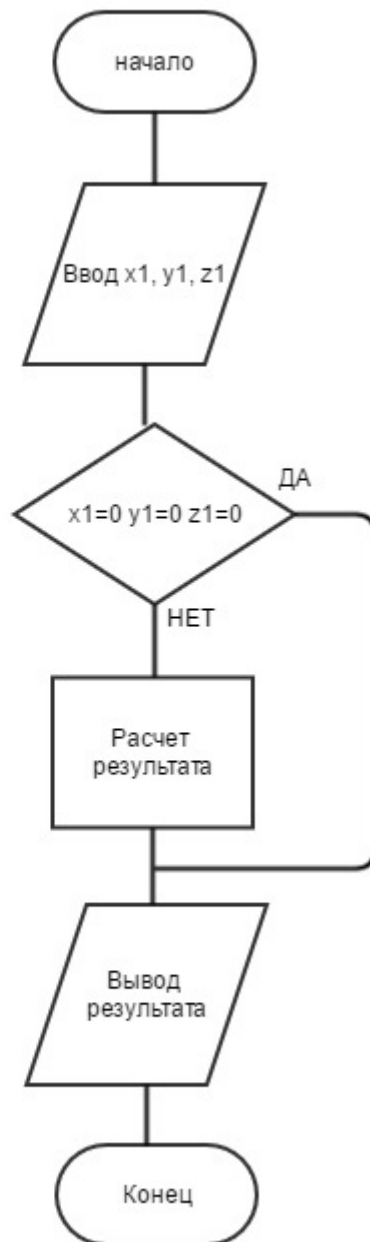 начало
Ввод x1, y1, z1
x1=0 y1=0 z1=0
ДА
НЕТ
Расчет
результата
Вывод
результата
Конец